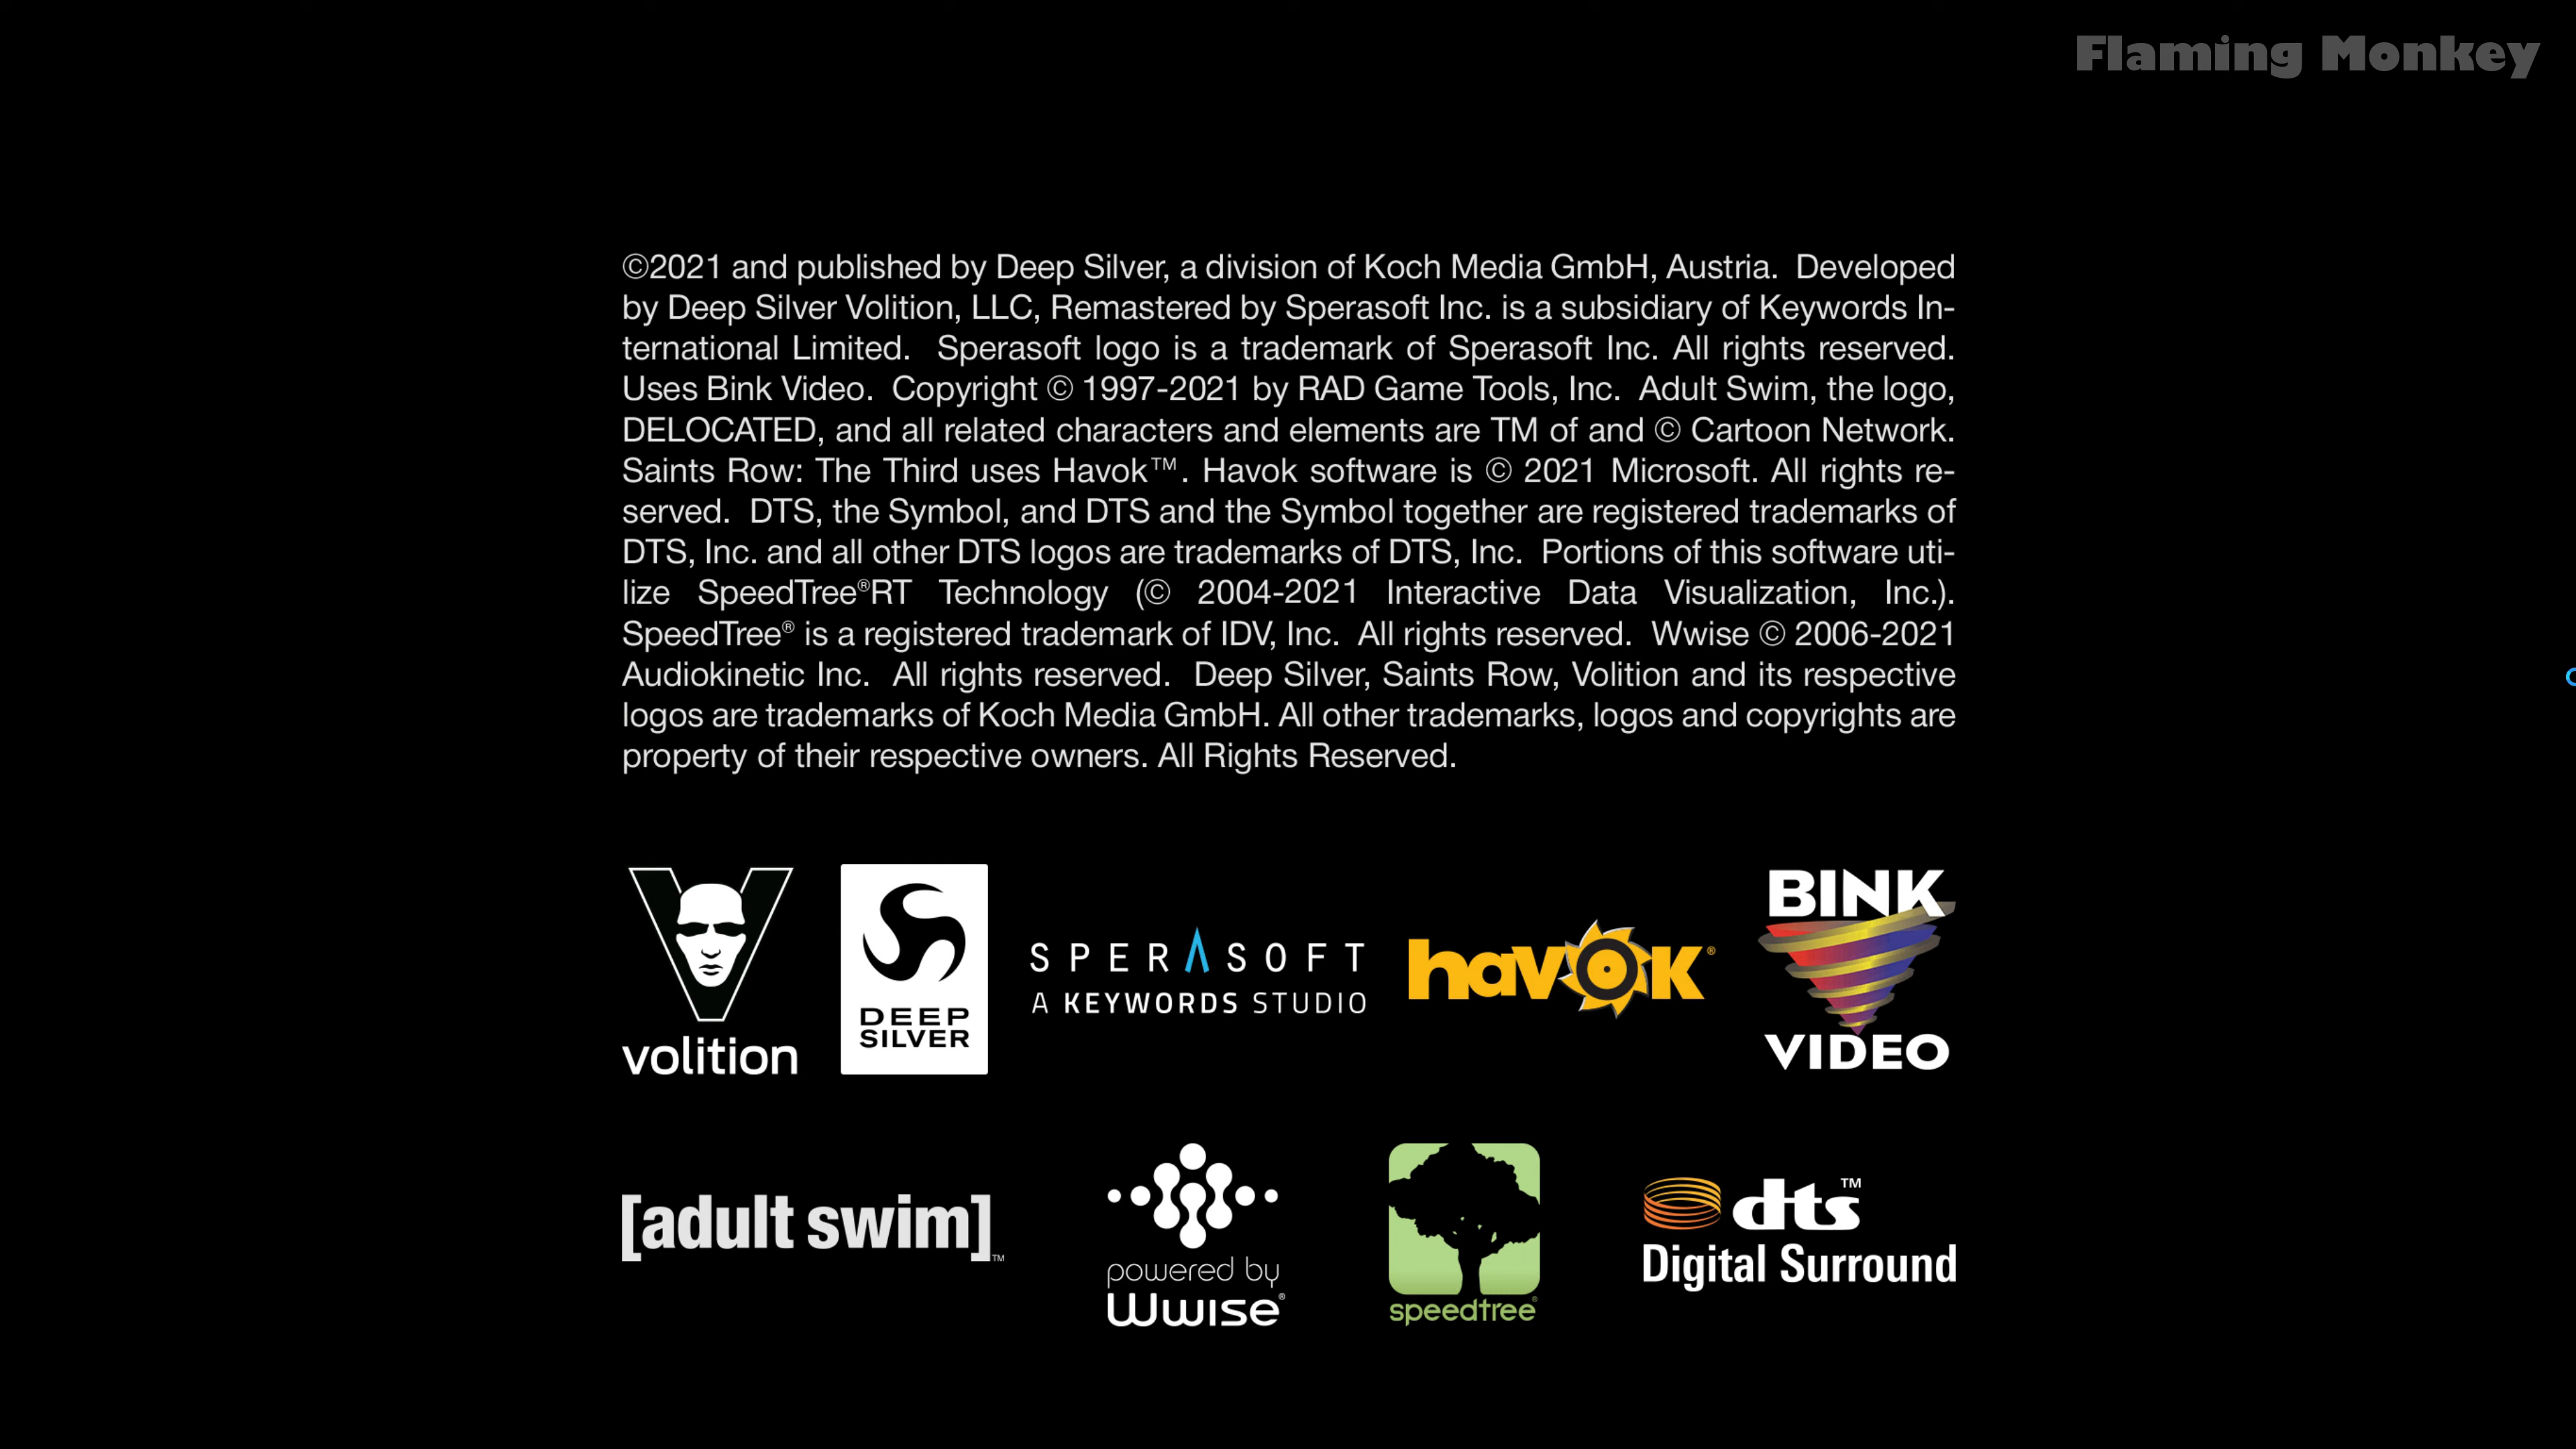 Flaming Monkey
©2021 and published by Deep Silver, a division of Koch Media GmbH, Austria.  Developed
by Deep Silver Volition, LLC, Remastered by Sperasoft Inc. is a subsidiary of Keywords In-
ternational Limited.  Sperasoft logo is a trademark of Sperasoft Inc. All rights reserved.
Uses Bink Video.  Copyright © 1997-2021 by RAD Game Tools, Inc.  Adult Swim, the logo,
DELOCATED, and all related characters and elements are TM of and © Cartoon Network.
Saints Row: The Third uses Havok™. Havok software is © 2021 Microsoft. All rights re-
served.  DTS, the Symbol, and DTS and the Symbol together are registered trademarks of
DTS, Inc. and all other DTS logos are trademarks of DTS, Inc.  Portions of this software uti-
lize SpeedTree®RT Technology (© 2004-2021 Interactive Data Visualization, Inc.).
SpeedTree® is a registered trademark of IDV, Inc.  All rights reserved.  Wwise © 2006-2021
Audiokinetic Inc.  All rights reserved.  Deep Silver, Saints Row, Volition and its respective
logos are trademarks of Koch Media GmbH. All other trademarks, logos and copyrights are
property of their respective owners. All Rights Reserved.
volition
DEEP
SILVER
SPERASOFT
A KEYWORDS STUDIO
havok®
BINK
VIDEO
[adult swim]™
powered by
Wwise®
speedtree®
dts™
Digital Surround